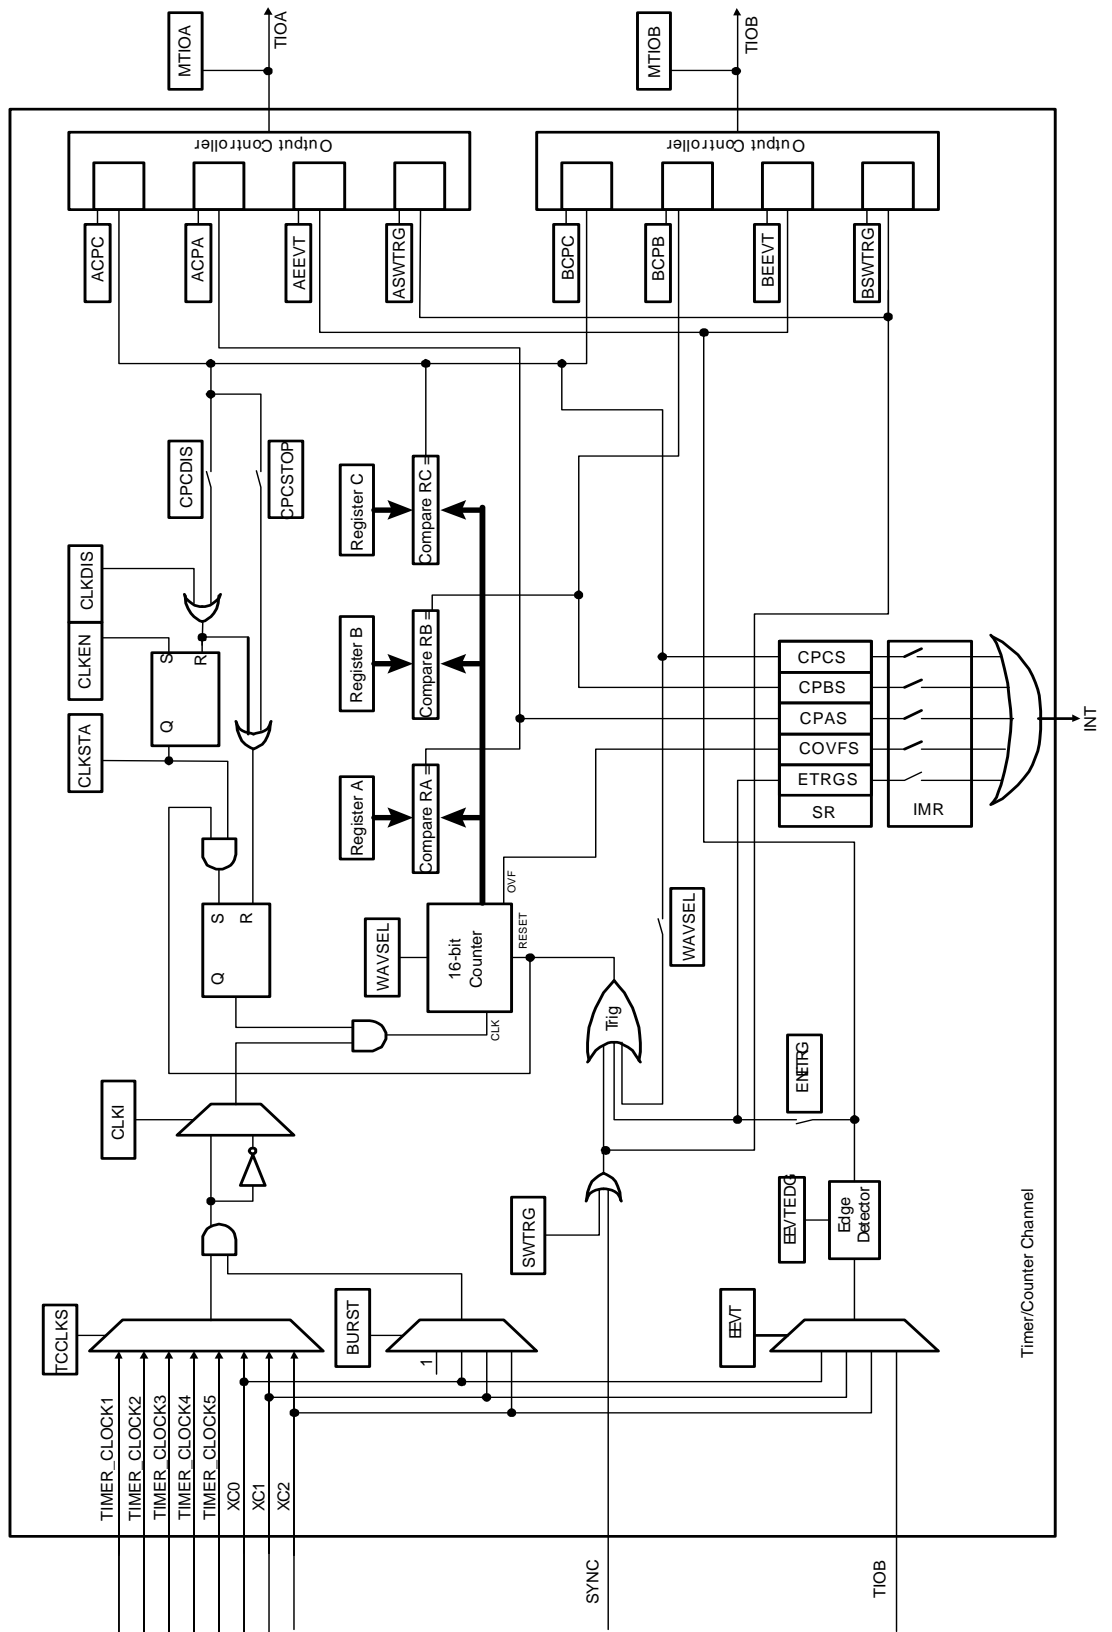 TIMER_CLOCK1
TIMER_CLOCK2
TIMER_CLOCK3
TIMER_CLOCK4
TIMER_CLOCK5
XC0
XC1
XC2
TCCLKS
CLKI
CLKSTA
CLKEN
CLKDIS
Q
S
R
Q
S
R
CPCDIS
CPCSTOP
ACPC
ACPA
AEEVT
ASWTRG
Output Controller
MTIOA
TIOA
BURST
1
WAVSEL
16-bit
Counter
CLK
RESET
OVF
Register A
Register B
Register C
Compare RA =
Compare RB =
Compare RC =
SYNC
SWTRG
Trig
WAVSEL
BCPC
BCPB
BEEVT
BSWTRG
Output Controller
MTIOB
TIOB
TIOB
EEVT
EEVTEDG
Edge
Detector
ENETRG
CPCS
CPBS
CPAS
COVFS
ETRGS
SR
IMR
INT
Timer/Counter Channel